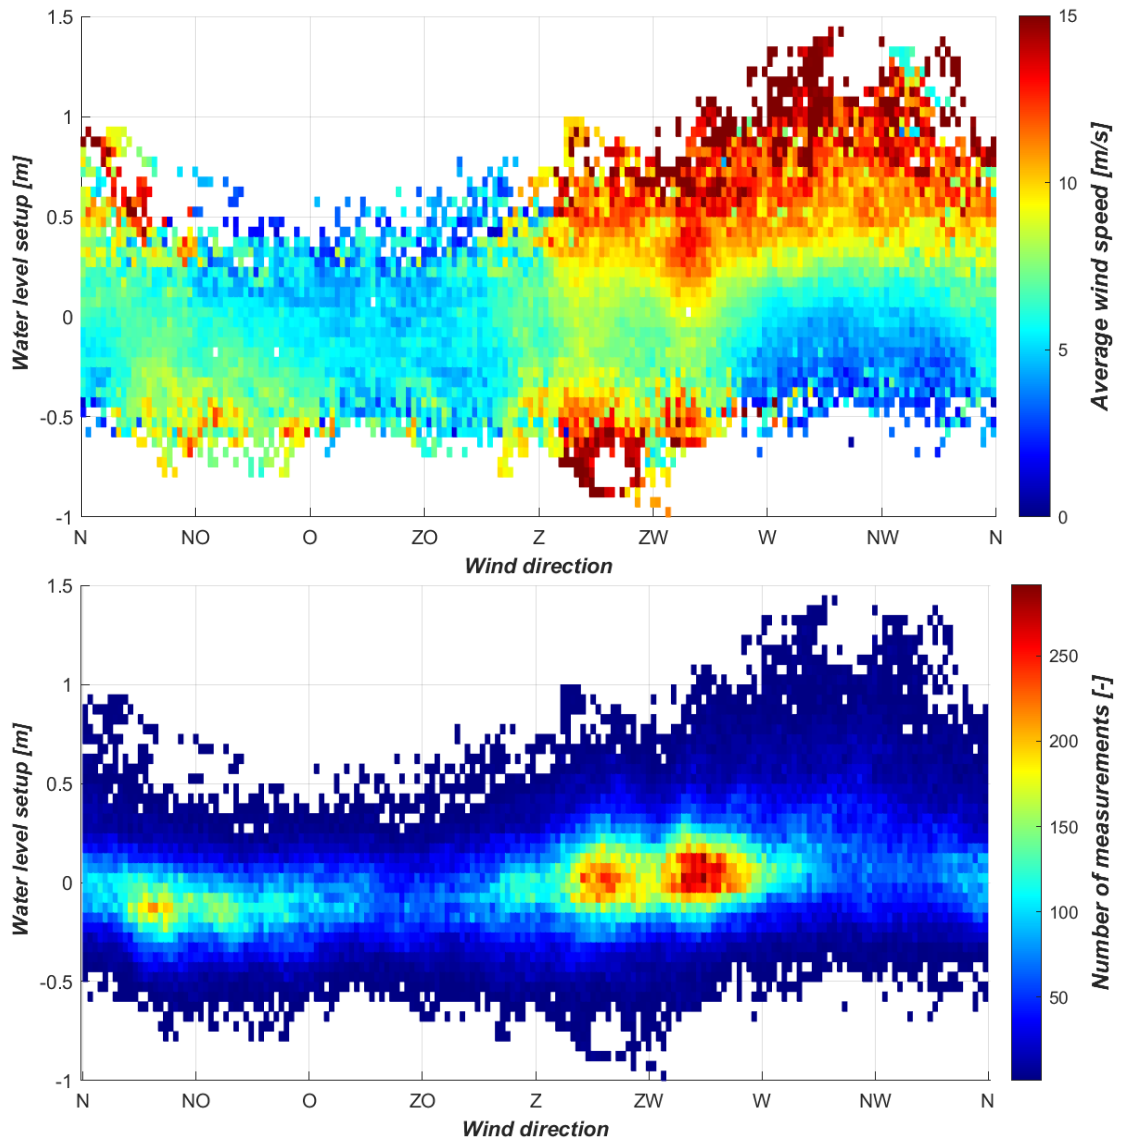 1.5
1
0.5
0
-0.5
-1
Water level setup [m]
N NO O ZO Z ZW W NW N
Wind direction
15
10
5
0
Average wind speed [m/s]
1.5
1
0.5
0
-0.5
-1
Water level setup [m]
N NO O ZO Z ZW W NW N
Wind direction
250
200
150
100
50
Number of measurements [-]